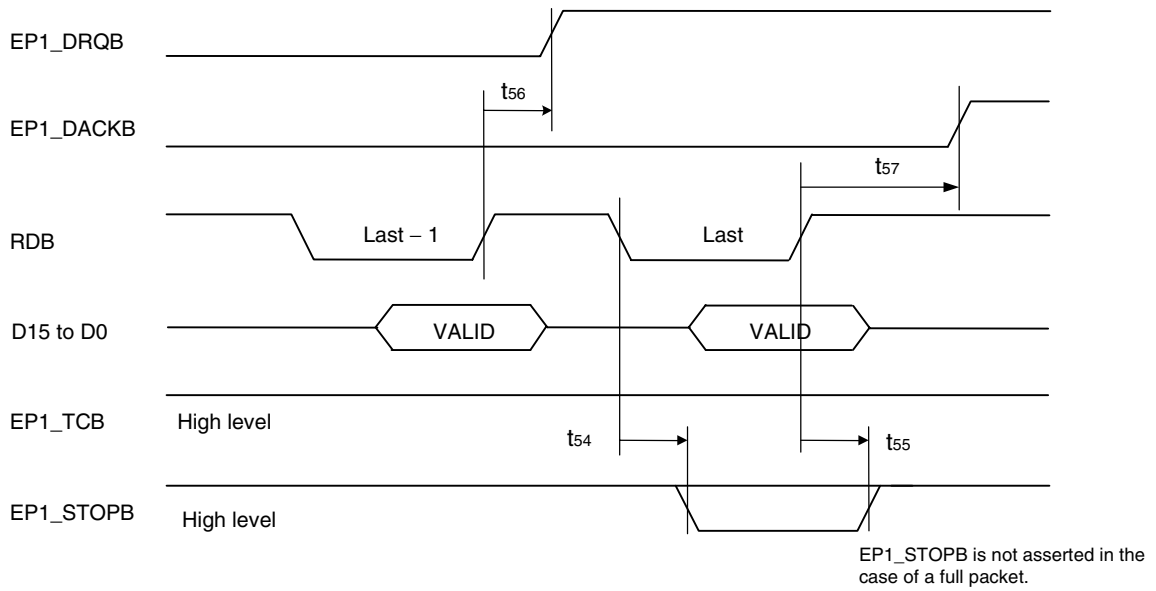 EP1_DRQB
t56
EP1_DACKB
t57
RDB
Last – 1
Last
D15 to D0
VALID
VALID
EP1_TCB
High level
t54
t55
EP1_STOPB
High level
EP1_STOPB is not asserted in the
case of a full packet.